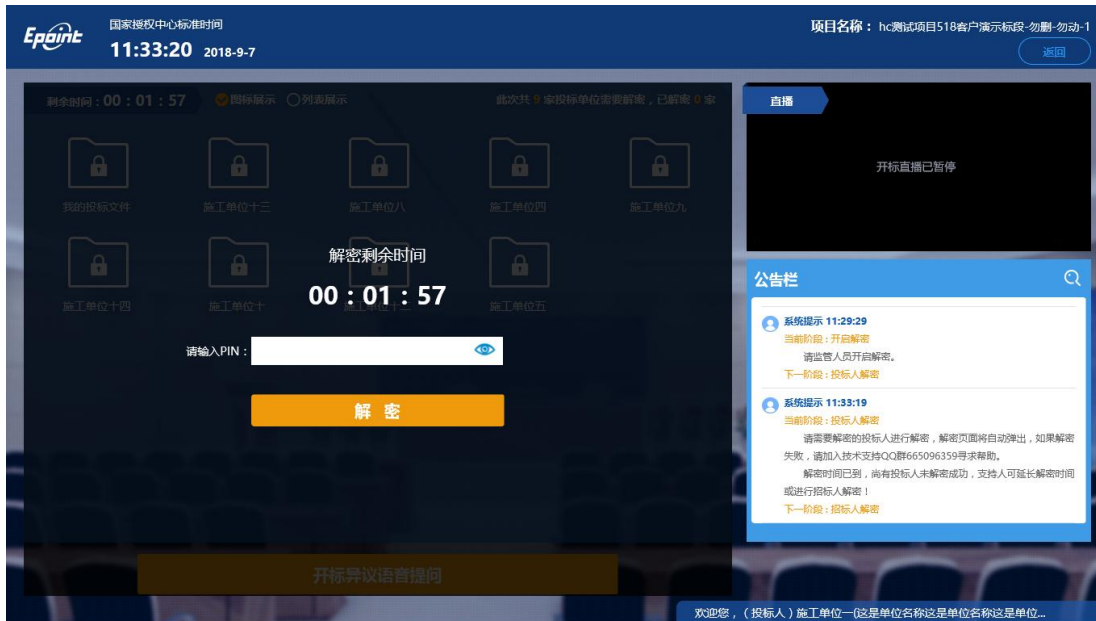 Epoint
国家授权中心标准时间
11:33:20 2018-9-7
项目名称：hc测试项目518客户演示标段-勿删-勿动-1
返回
剩余时间：00：01：57 图标展示 列表展示 此次共 9 家投标单位需要解密，已解密 0 家
我的投标文件 施工单位十三 施工单位八 施工单位四 施工单位九
施工单位十四 施工单位十 施工单位五
解密剩余时间
00：01：57
请输入PIN：
解 密
开标异议语音提问
直播
开标直播已暂停
公告栏
系统提示 11:29:29
当前阶段：开启解密
请监管人员开启解密。
下一阶段：投标人解密
系统提示 11:33:19
当前阶段：投标人解密
请需要解密的投标人进行解密，解密页面将自动弹出，如果解密
失败，请加入技术支持QQ群665096359寻求帮助。
解密时间已到，尚有投标人未解密成功，支持人可延长解密时间
或进行招标人解密！
下一阶段：招标人解密
欢迎您，（投标人）施工单位一(这是单位名称这是单位名称这是单位...